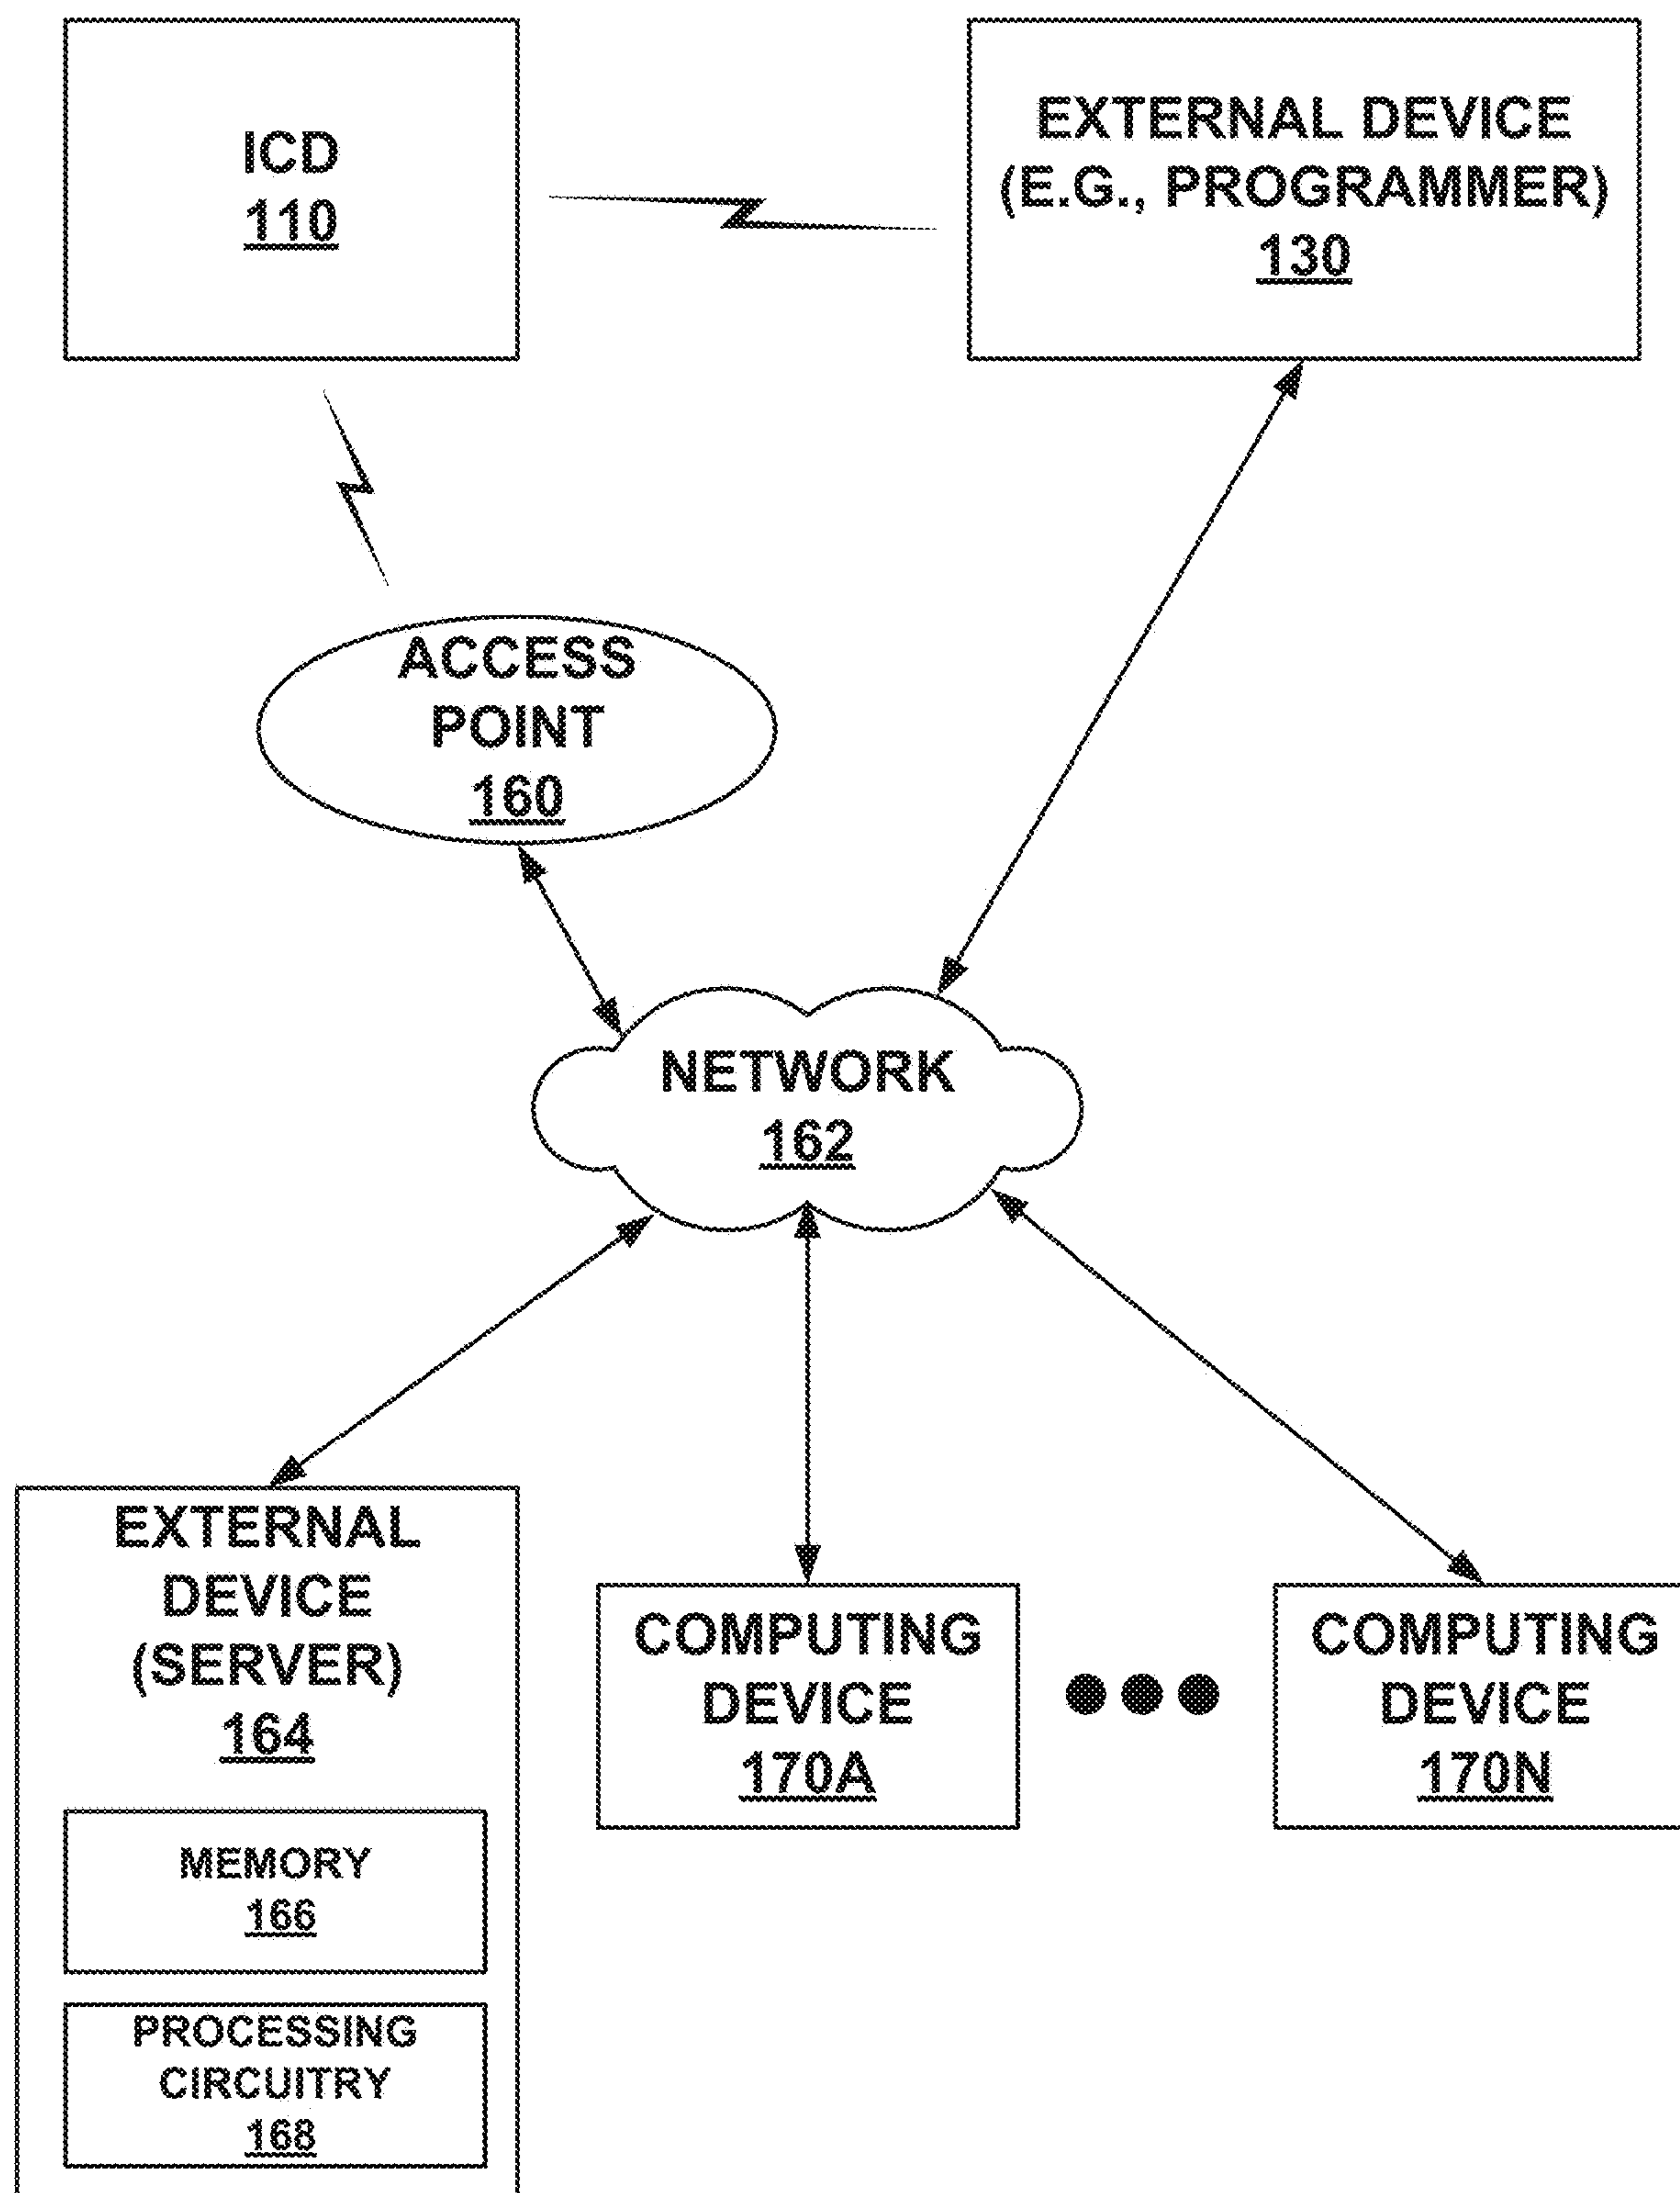 ICD
110
EXTERNAL DEVICE
(E.G., PROGRAMMER)
130
ACCESS
POINT
160
NETWORK
162
EXTERNAL
DEVICE
(SERVER)
164
MEMORY
166
PROCESSING
CIRCUITRY
168
COMPUTING
DEVICE
170A
COMPUTING
DEVICE
170N